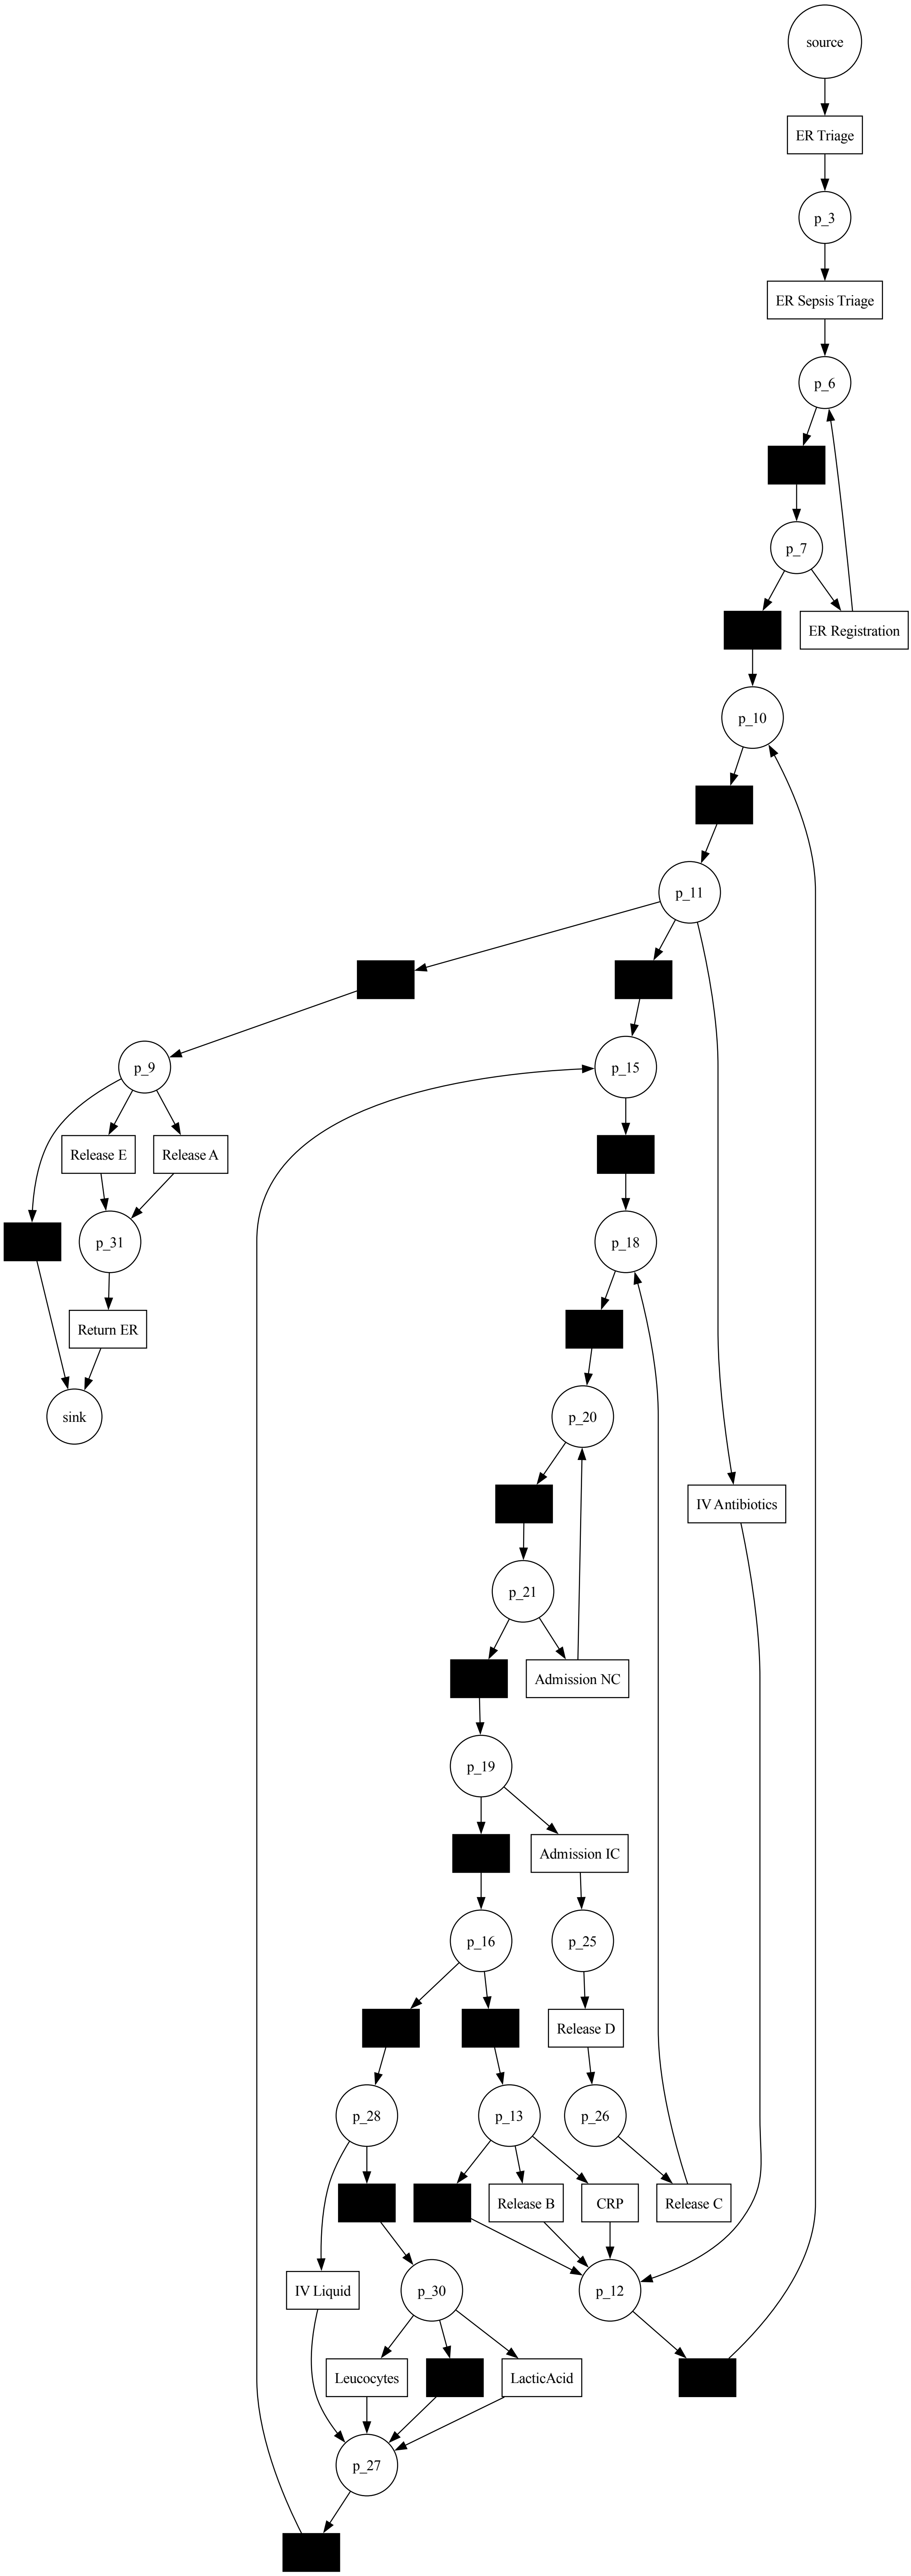 source
ER Triage
p_3
ER Sepsis Triage
p_6
p_7
ER Registration
p_10
p_11
p_9
p_15
Release E
Release A
p_31
p_18
Return ER
sink
p_20
IV Antibiotics
p_21
Admission NC
p_19
Admission IC
p_16
p_25
Release D
p_28
p_13
p_26
Release B
CRP
Release C
IV Liquid
p_30
p_12
Leucocytes
LacticAcid
p_27